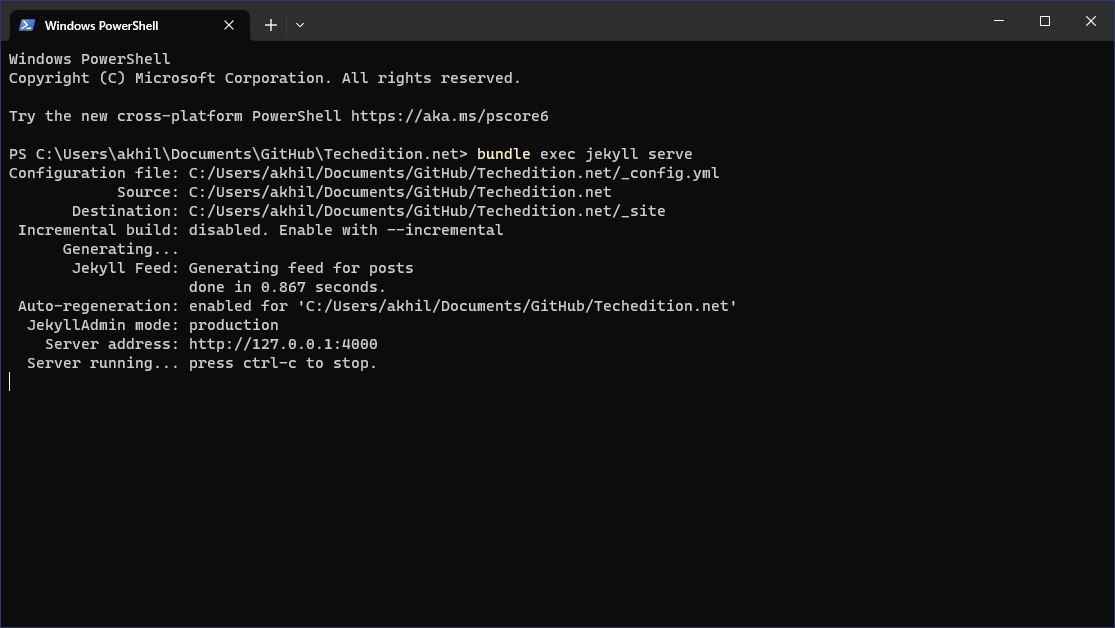 Windows PowerShell
Windows PowerShell
Copyright (C) Microsoft Corporation. All rights reserved.
Try the new cross-platform PowerShell https://aka.ms/pscore6
PS C:\Users\akhil\Documents\GitHub\Techedition.net> bundle exec jekyll serve
Configuration file: C:/Users/akhil/Documents/GitHub/Techedition.net/_config.yml
Source: C:/Users/akhil/Documents/GitHub/Techedition.net
Destination: C:/Users/akhil/Documents/GitHub/Techedition.net/_site
Incremental build: disabled. Enable with --incremental
Generating...
Jekyll Feed: Generating feed for posts
done in 0.867 seconds.
Auto-regeneration: enabled for 'C:/Users/akhil/Documents/GitHub/Techedition.net'
JekyllAdmin mode: production
Server address: http://127.0.0.1:4000
Server running... press ctrl-c to stop.